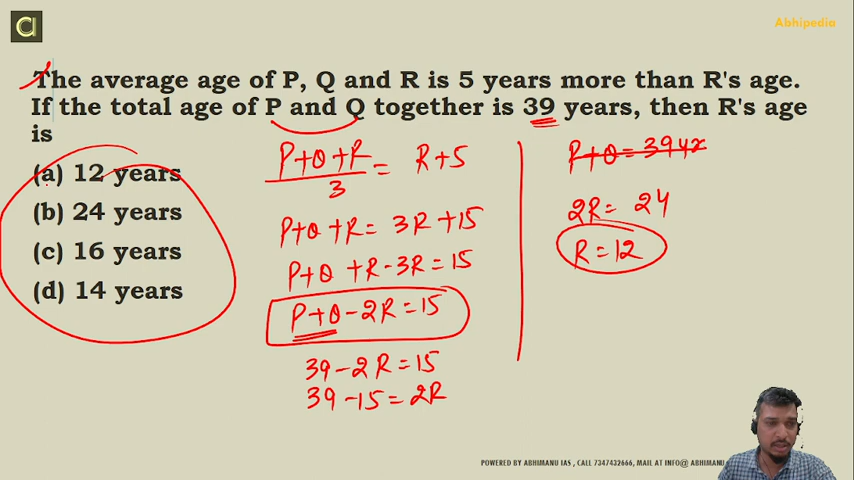 Abhipedia
The average age of P, Q and R is 5 years more than R's age.
If the total age of P and Q together is 39 years, then R's age
is
(a) 12 years
(b) 24 years
(c) 16 years
(d) 14 years
P+Q+R
3
= R+5
P+Q+R = 3R+15
P+Q+R-3R=15
P+Q-2R=15
39-2R=15
39-15=2R
P+Q=394x
2R= 24
R=12
POWERED BY ABHIMANU IAS , CALL 7347432666, MAIL AT INFO@ ABHIMANU